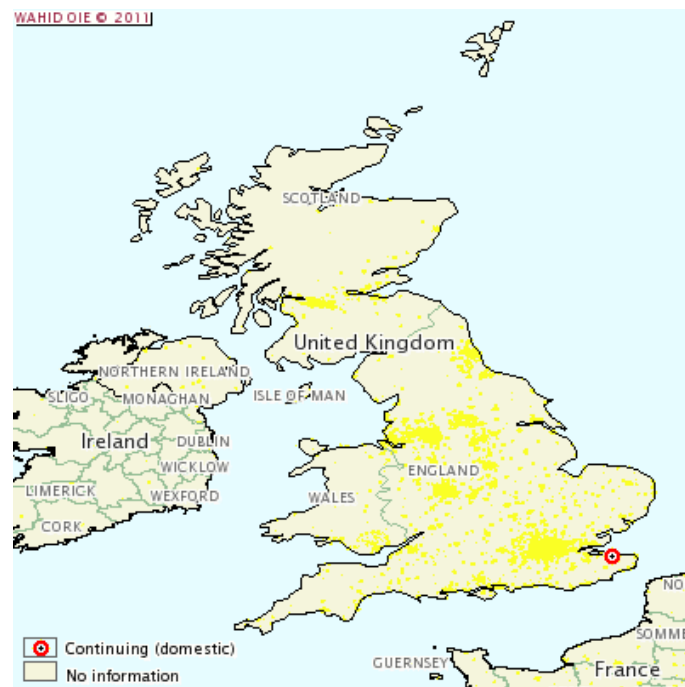 WAHID OIE © 2011
SCOTLAND
United Kingdom
NORTHERN IRELAND
SLIGO
MONAGHAN
ISLE OF MAN
Ireland
DUBLIN
WICKLOW
ENGLAND
LIMERICK
WEXFORD
WALES
CORK
NO
SOMME
GUERNSEY
France
Continuing (domestic)
No information